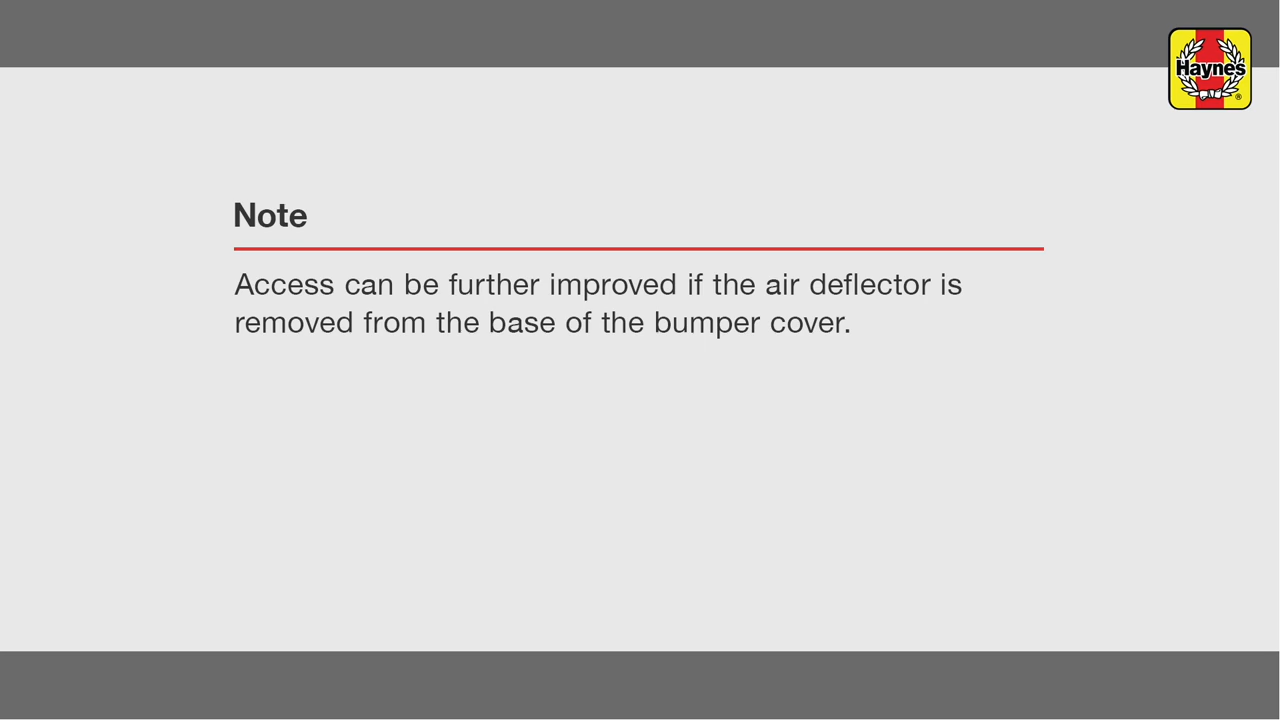 Haynes
®
Note
Access can be further improved if the air deflector is
removed from the base of the bumper cover.